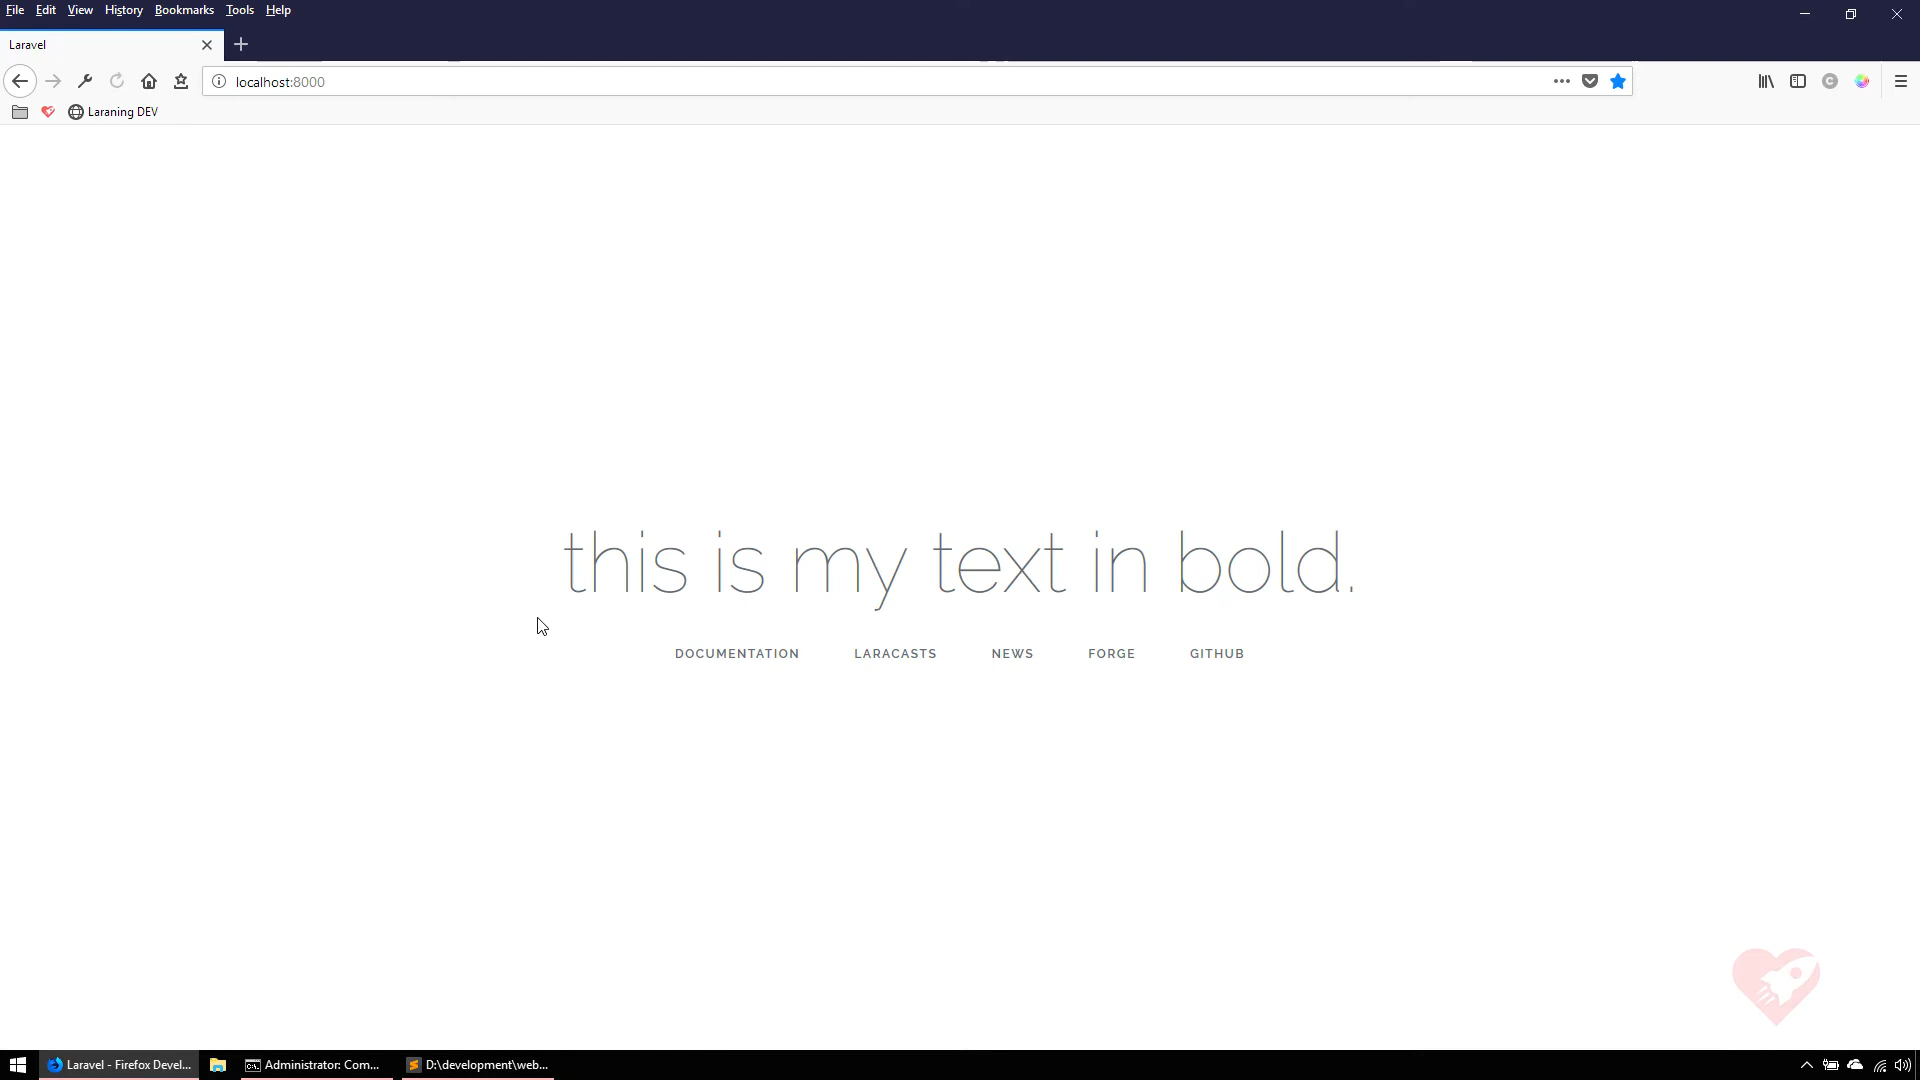 File Edit View History Bookmarks Tools Help
Laravel
localhost:8000
Laraning DEV
this is my text in bold.
DOCUMENTATION LARACASTS NEWS FORGE GITHUB
Laravel - Firefox Devel... Administrator: Com... D:\development\web...